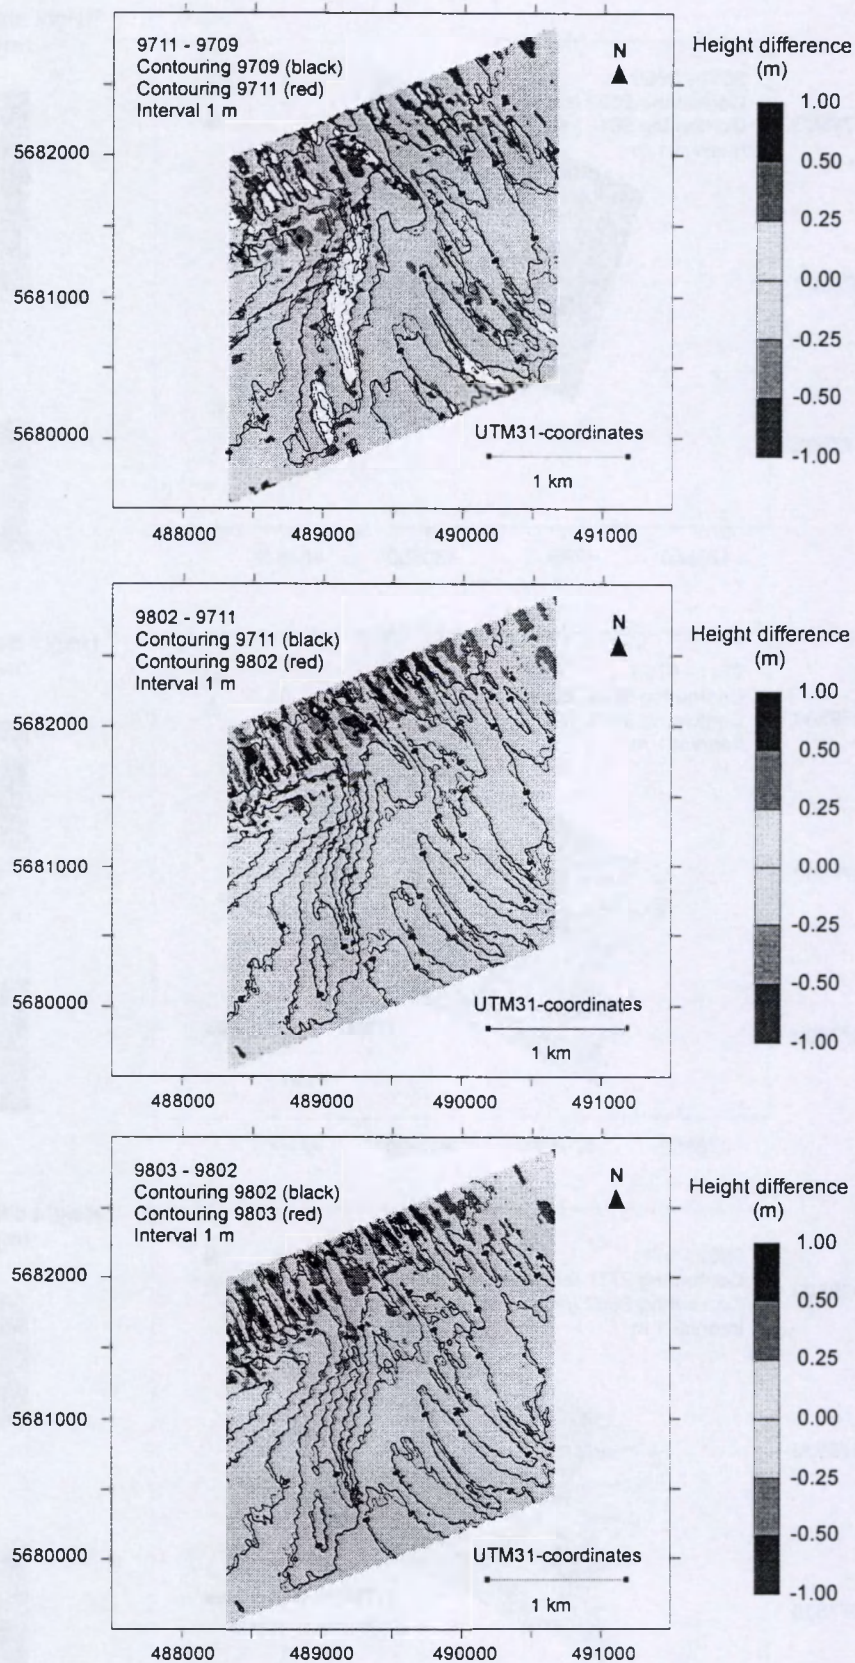 9711 - 9709
Contouring 9709 (black)
Contouring 9711 (red)
Interval 1 m
N
Height difference
(m)
1.00
0.50
0.25
0.00
-0.25
-0.50
-1.00
5682000
5681000
5680000
UTM31-coordinates
1 km
488000 489000 490000 491000
9802 - 9711
Contouring 9711 (black)
Contouring 9802 (red)
Interval 1 m
N
Height difference
(m)
1.00
0.50
0.25
0.00
-0.25
-0.50
-1.00
5682000
5681000
5680000
UTM31-coordinates
1 km
488000 489000 490000 491000
9803 - 9802
Contouring 9802 (black)
Contouring 9803 (red)
Interval 1 m
N
Height difference
(m)
1.00
0.50
0.25
0.00
-0.25
-0.50
-1.00
5682000
5681000
5680000
UTM31-coordinates
1 km
488000 489000 490000 491000